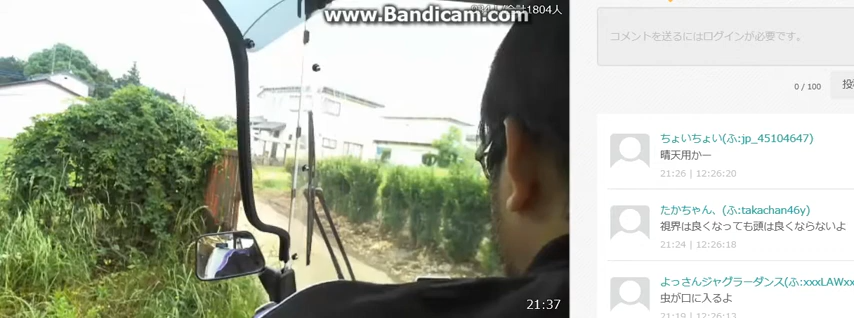 www.Bandicam.com
1804人
21:37
コメントを送るにはログインが必要です。
0 / 100
ちょいちょい(ふ:jp_45104647)
晴天用かー
21:26 | 12:26:20
たかちゃん、(ふ:takachan46y)
視界は良くなっても頭は良くならないよ
21:24 | 12:26:18
よっさんジャグラーダンス(ふ:xxxLAWxx
虫が口に入るよ
21:19 | 12:26:13